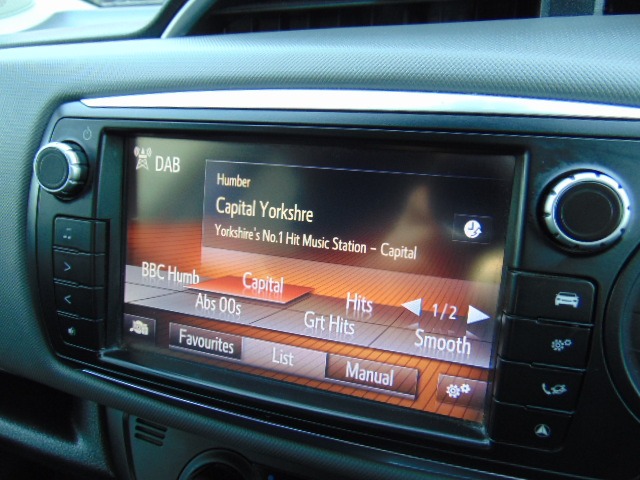 DAB
Humber
Capital Yorkshre
Yorkshire's No.1 Hit Music Station - Capital
BBC Humb Capital Hits 1/2
Abs 00s Grt Hits Smooth
Favourites List Manual